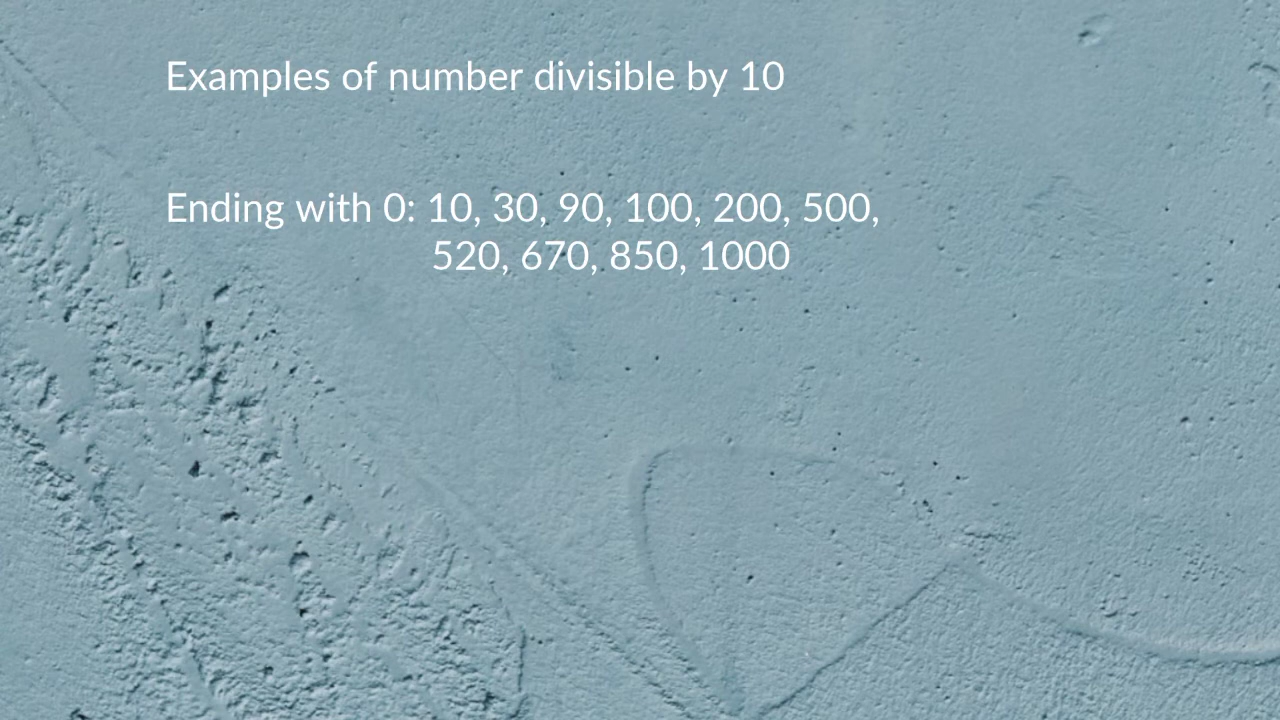 Examples of number divisible by 10
Ending with 0: 10, 30, 90, 100, 200, 500,
520, 670, 850, 1000